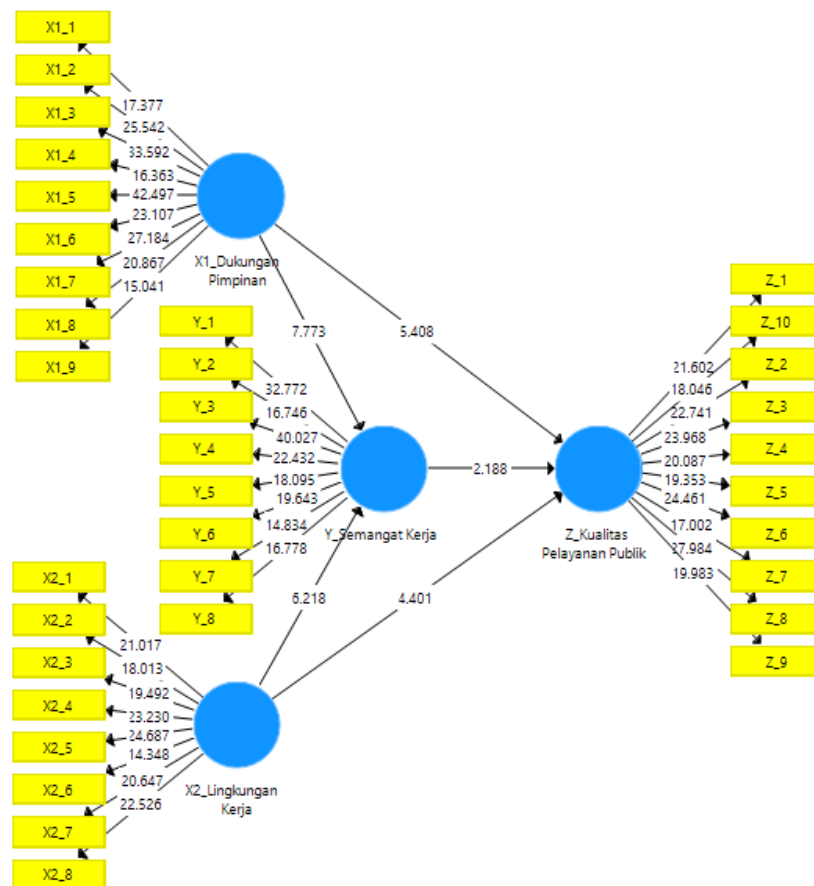 X1_1
X1_2
X1_3
X1_4
X1_5
X1_6
X1_7
X1_8
X1_9
17.377
25.542
33.592
16.363
42.497
23.107
27.184
20.867
15.041
X1_Dukungan
Pimpinan
7.773
5.408
Y_1
Y_2
Y_3
Y_4
Y_5
Y_6
Y_7
Y_8
32.772
16.746
40.027
22.432
18.095
19.643
14.834
16.778
Y_Semangat Kerja
2.188
Z_Kualitas
Pelayanan Publik
Z_1
Z_10
Z_2
Z_3
Z_4
Z_5
Z_6
Z_7
Z_8
Z_9
21.602
18.046
22.741
23.968
20.087
19.353
24.461
17.002
27.984
19.983
6.218
4.401
X2_1
X2_2
X2_3
X2_4
X2_5
X2_6
X2_7
X2_8
21.017
18.013
19.492
23.230
24.687
14.348
20.647
22.526
X2_Lingkungan
Kerja